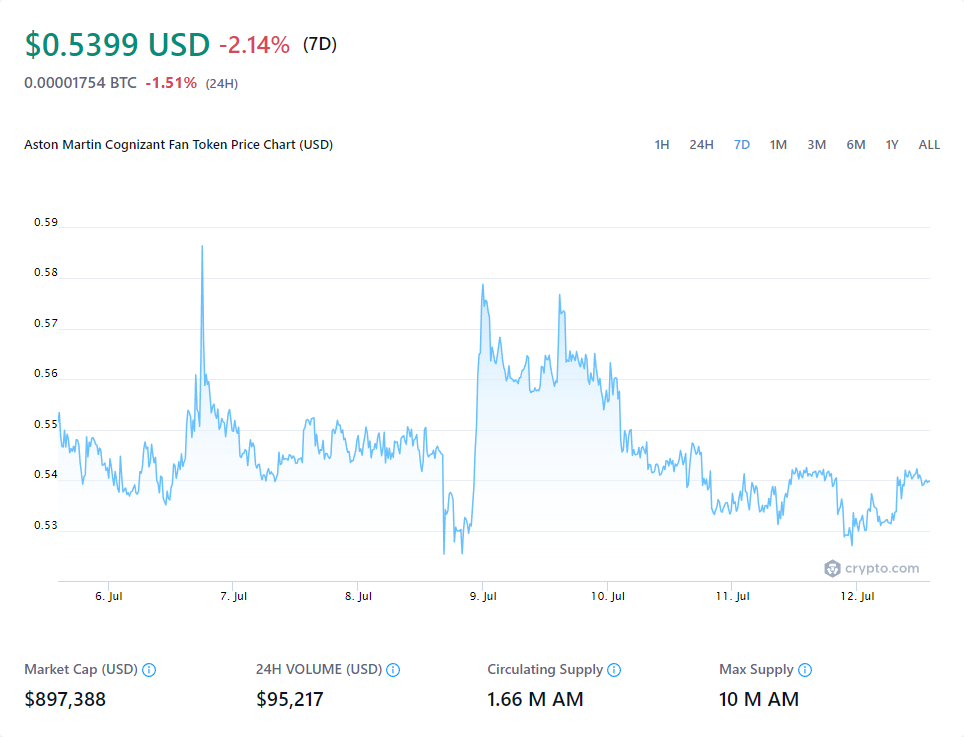 $0.5399 USD -2.14% (7D)
0.00001754 BTC -1.51% (24H)
Aston Martin Cognizant Fan Token Price Chart (USD) 1H 24H 7D 1M 3M 6M 1Y ALL
0.59
0.58
0.57
0.56
0.55
0.54
0.53
crypto.com
6. Jul 7. Jul 8. Jul 9. Jul 10. Jul 11. Jul 12. Jul
Market Cap (USD) 24H VOLUME (USD) Circulating Supply Max Supply
$897,388 $95,217 1.66 M AM 10 M AM